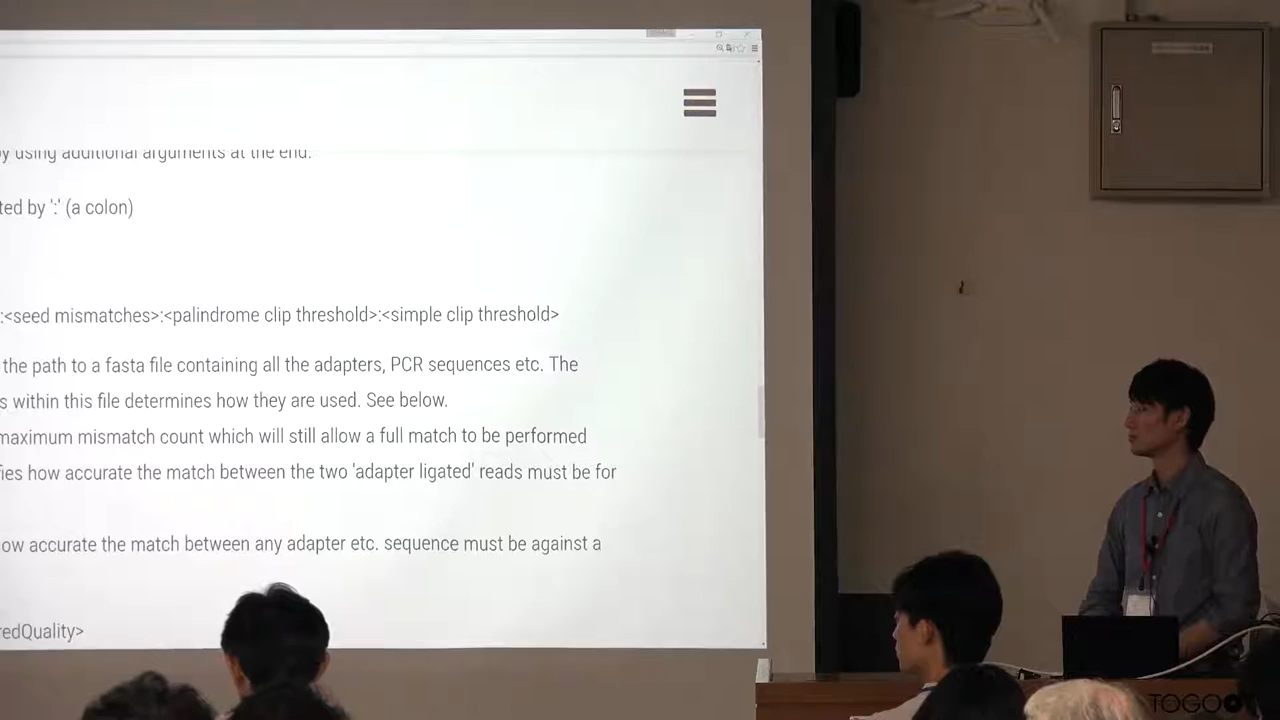 by using additional arguments at the end.
ted by ':' (a colon)
:<seed mismatches>:<palindrome clip threshold>:<simple clip threshold>
the path to a fasta file containing all the adapters, PCR sequences etc. The
s within this file determines how they are used. See below.
maximum mismatch count which will still allow a full match to be performed
fies how accurate the match between the two 'adapter ligated' reads must be for
ow accurate the match between any adapter etc. sequence must be against a
redQuality>
TOGO